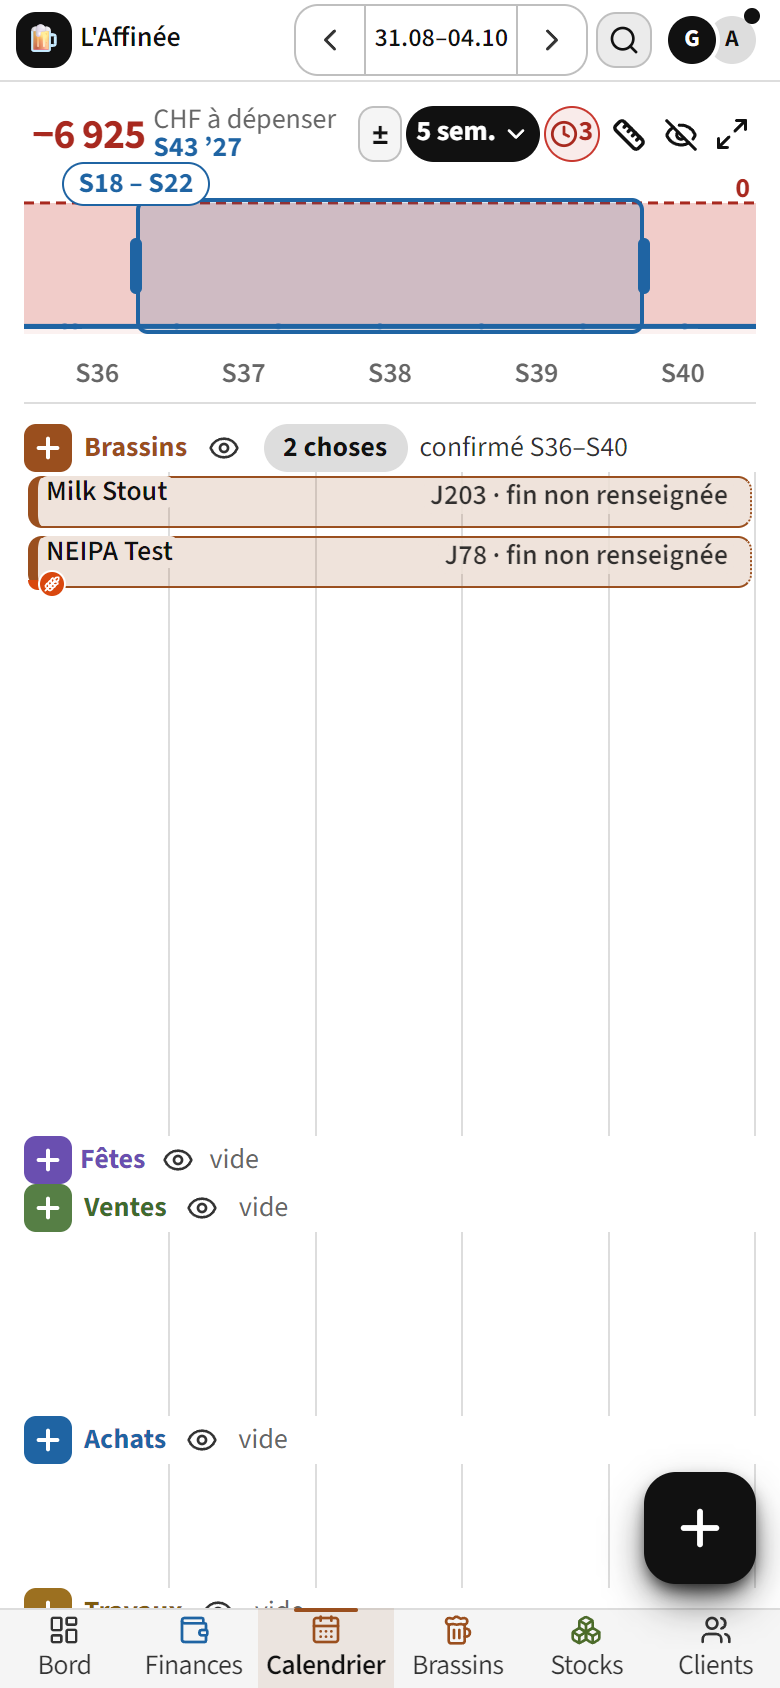 L'Affinée
31.08–04.10
G
A
−6 925 CHF à dépenser
S43 ’27
±
5 sem.
3
S18 – S22
0
S36 S37 S38 S39 S40
Brassins 2 choses confirmé S36–S40
Milk Stout J203 · fin non renseignée
NEIPA Test J78 · fin non renseignée
Fêtes vide
Ventes vide
Achats vide
Travaux vide
Bord Finances Calendrier Brassins Stocks Clients